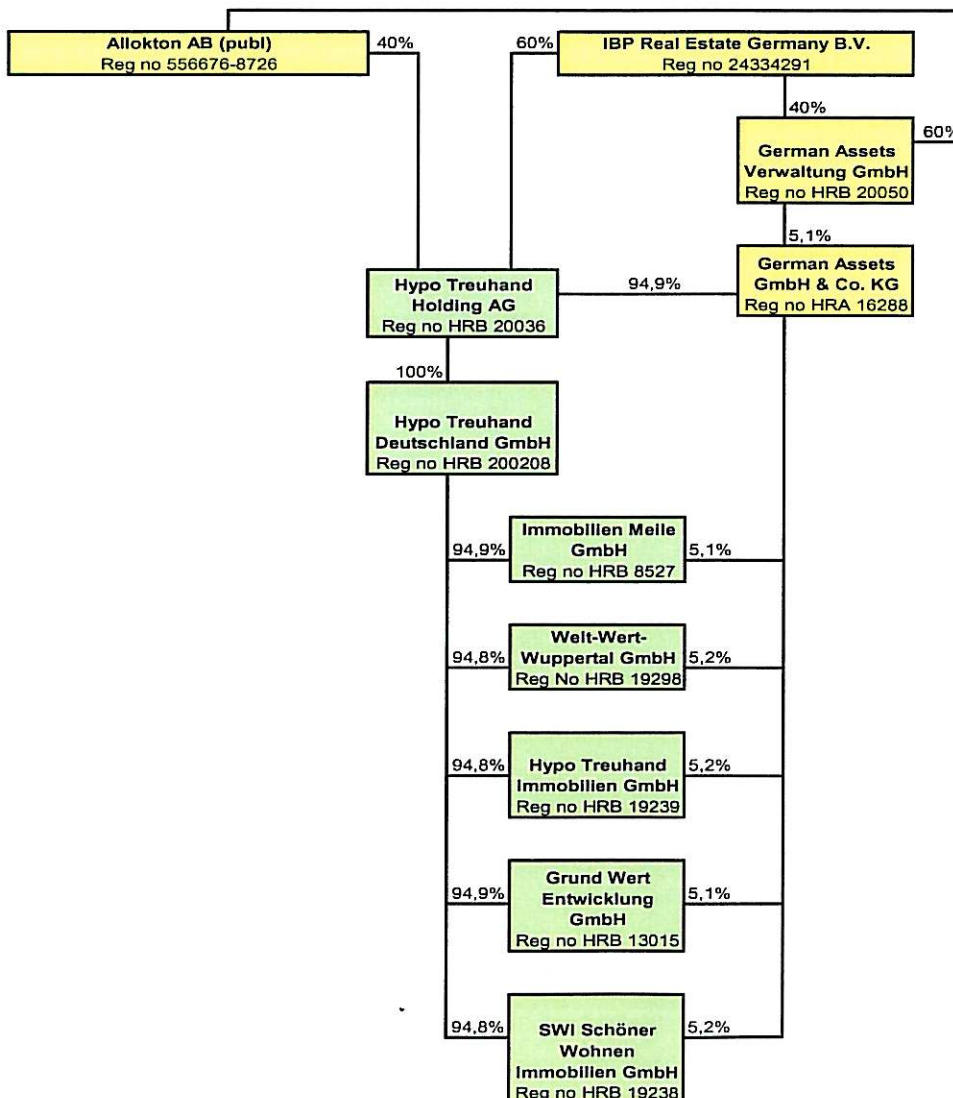 Allokton AB (publ)
Reg no 556676-8726
40%
60%
IBP Real Estate Germany B.V.
Reg no 24334291
40%
60%
German Assets
Verwaltung GmbH
Reg no HRB 20050
5,1%
German Assets
GmbH & Co. KG
Reg no HRA 16288
94,9%
Hypo Treuhand
Holding AG
Reg no HRB 20036
100%
Hypo Treuhand
Deutschland GmbH
Reg no HRB 200208
94,9%
Immobilien Meile
GmbH
Reg no HRB 8527
5,1%
94,8%
Welt-Wert-
Wuppertal GmbH
Reg No HRB 19298
5,2%
94,8%
Hypo Treuhand
Immobilien GmbH
Reg no HRB 19239
5,2%
94,9%
Grund Wert
Entwicklung
GmbH
Reg no HRB 13015
5,1%
94,8%
SWI Schöner
Wohnen
Immobilien GmbH
Reg no HRB 19238
5,2%